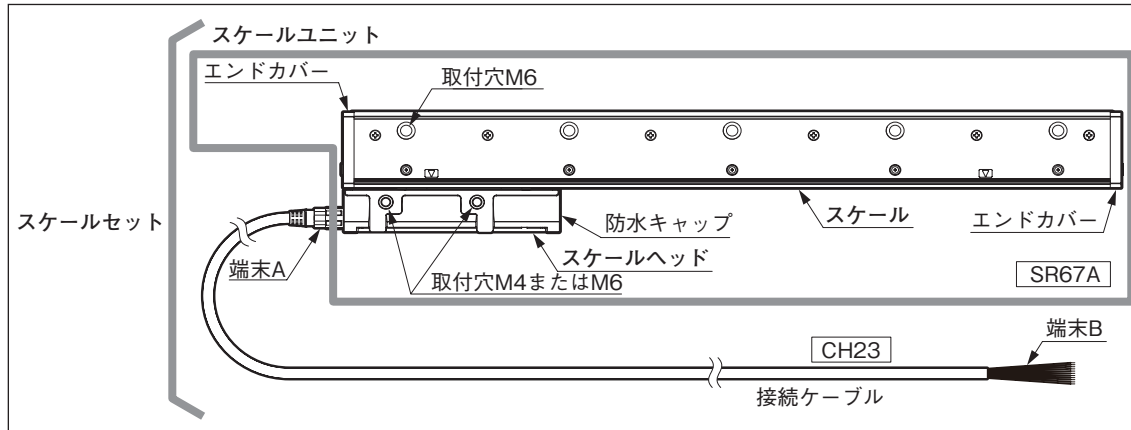 スケールユニット
エンドカバー
取付穴M6
スケールセット
端末A
防水キャップ
スケール
エンドカバー
スケールヘッド
取付穴M4またはM6
SR67A
端末B
CH23
接続ケーブル